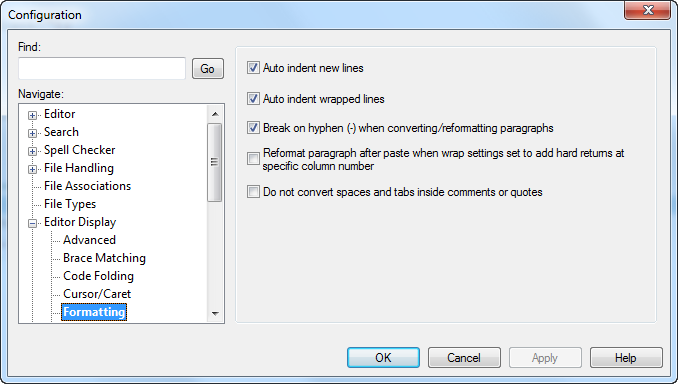 Configuration
Find:
Go
Navigate:
Editor
Search
Spell Checker
File Handling
File Associations
File Types
Editor Display
Advanced
Brace Matching
Code Folding
Cursor/Caret
Formatting
Auto indent new lines
Auto indent wrapped lines
Break on hyphen (-) when converting/reformatting paragraphs
Reformat paragraph after paste when wrap settings set to add hard returns at
specific column number
Do not convert spaces and tabs inside comments or quotes
OK
Cancel
Apply
Help